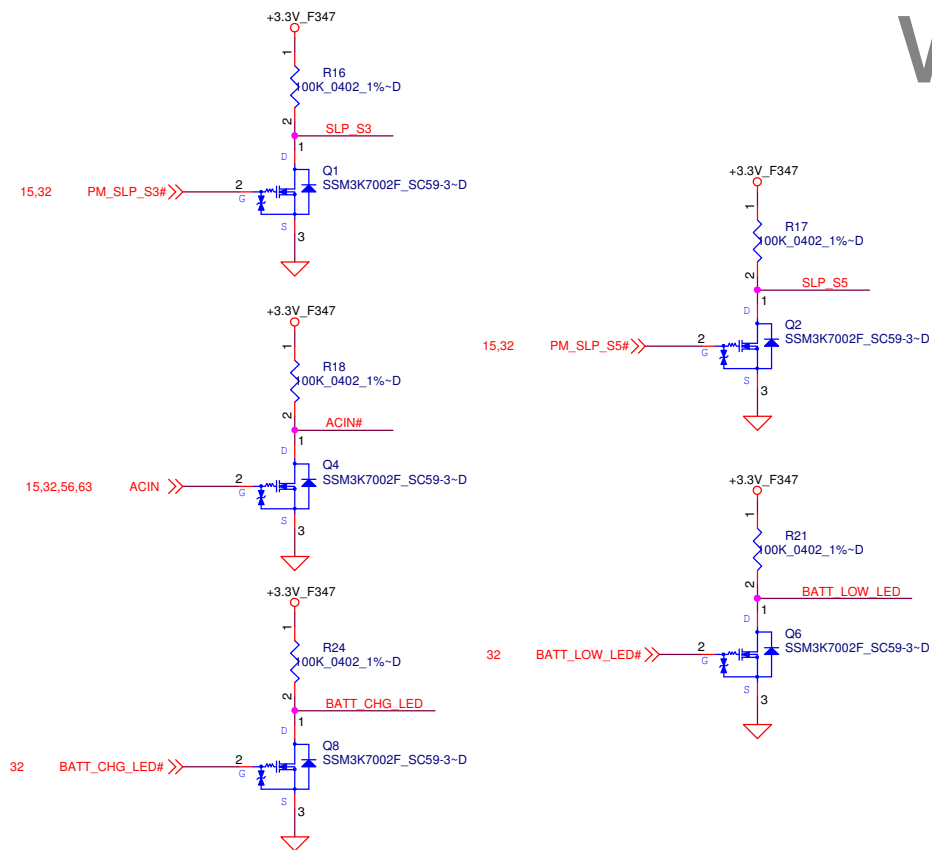 +3.3V_F347
1
R16
100K_0402_1%~D
2
SLP_S3
1
D
Q1
SSM3K7002F_SC59-3~D
15,32 PM_SLP_S3# 2
G
S
3
+3.3V_F347
1
R17
100K_0402_1%~D
2
SLP_S5
1
D
Q2
SSM3K7002F_SC59-3~D
15,32 PM_SLP_S5# 2
G
S
3
+3.3V_F347
1
R18
100K_0402_1%~D
2
ACIN#
1
D
Q4
SSM3K7002F_SC59-3~D
15,32,56,63 ACIN 2
G
S
3
+3.3V_F347
1
R21
100K_0402_1%~D
2
BATT_LOW_LED
1
D
Q6
SSM3K7002F_SC59-3~D
32 BATT_LOW_LED# 2
G
S
3
+3.3V_F347
1
R24
100K_0402_1%~D
2
BATT_CHG_LED
1
D
Q8
SSM3K7002F_SC59-3~D
32 BATT_CHG_LED# 2
G
S
3